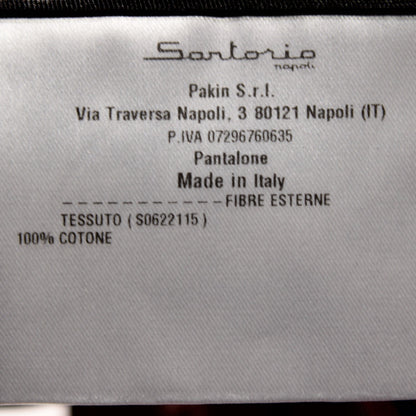 Sartorio
napoli
Pakin S.r.l.
Via Traversa Napoli, 3 80121 Napoli (IT)
P.IVA 07296760635
Pantalone
Made in Italy
------------FIBRE ESTERNE
TESSUTO ( S0622115 )
100% COTONE